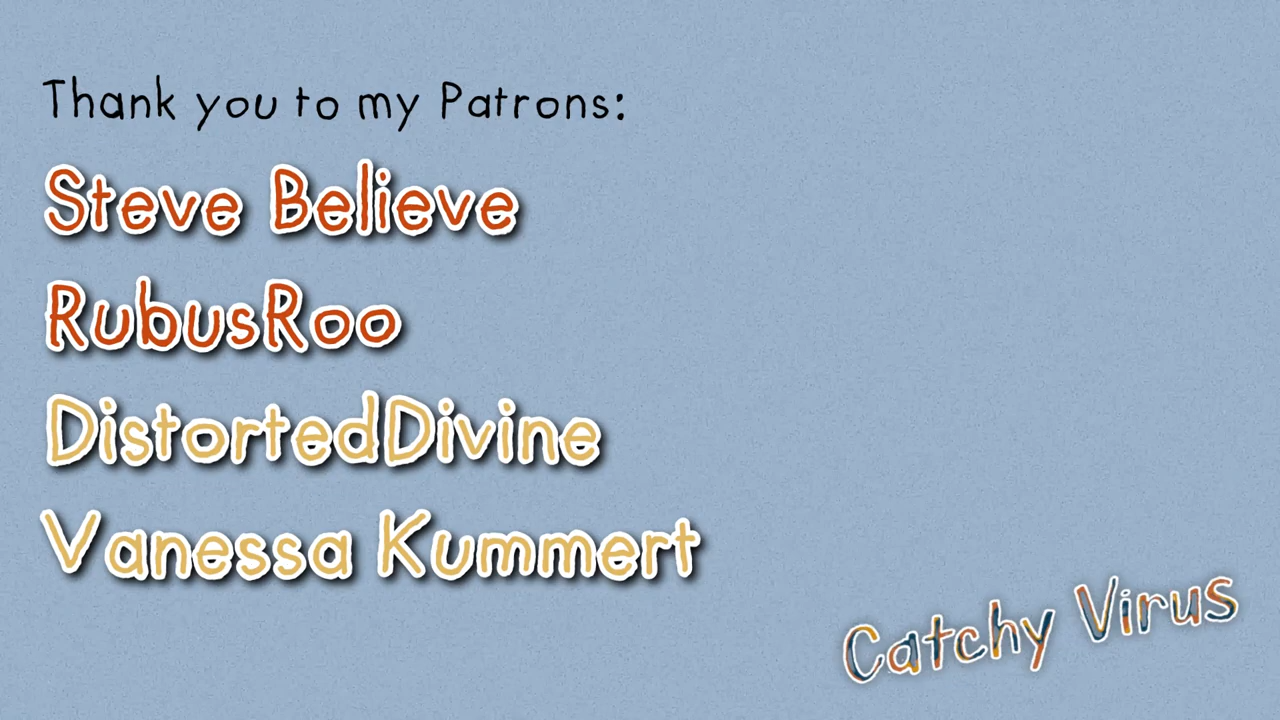 Thank you to my Patrons:
Steve Believe
RubusRoo
DistortedDivine
Vanessa Kummert
Catchy Virus